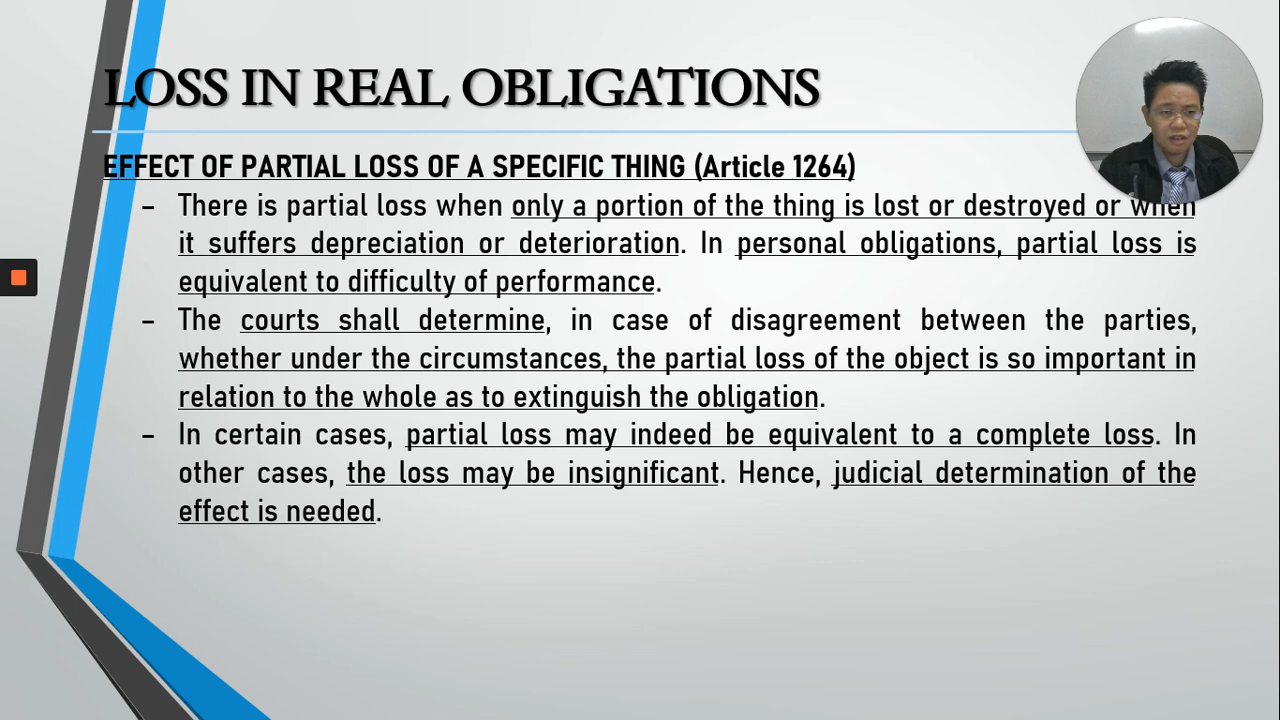 LOSS IN REAL OBLIGATIONS
EFFECT OF PARTIAL LOSS OF A SPECIFIC THING (Article 1264)
– There is partial loss when only a portion of the thing is lost or destroyed or when
it suffers depreciation or deterioration. In personal obligations, partial loss is
equivalent to difficulty of performance.
– The courts shall determine, in case of disagreement between the parties,
whether under the circumstances, the partial loss of the object is so important in
relation to the whole as to extinguish the obligation.
– In certain cases, partial loss may indeed be equivalent to a complete loss. In
other cases, the loss may be insignificant. Hence, judicial determination of the
effect is needed.